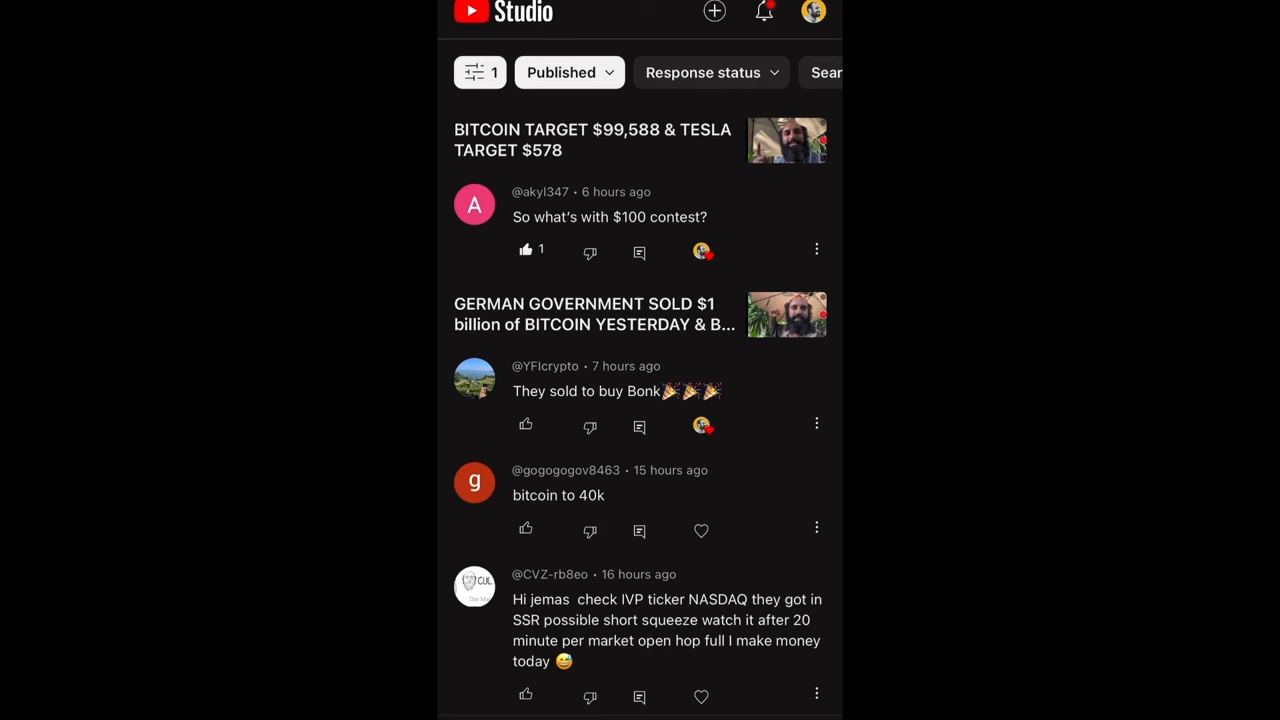 Studio
1
Published
Response status
Sear
BITCOIN TARGET $99,588 & TESLA
TARGET $578
A
@akyl347 • 6 hours ago
So what's with $100 contest?
1
GERMAN GOVERNMENT SOLD $1
billion of BITCOIN YESTERDAY & B...
@YFIcrypto • 7 hours ago
They sold to buy Bonk🎉🎉🎉
g
@gogogogov8463 • 15 hours ago
bitcoin to 40k
CUL
The Ma
@CVZ-rb8eo • 16 hours ago
Hi jemas  check IVP ticker NASDAQ they got in
SSR possible short squeeze watch it after 20
minute per market open hop full I make money
today 😅